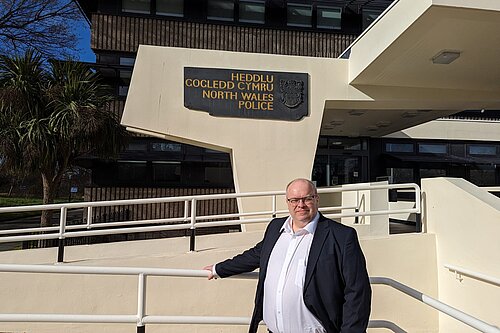 HEDDLU
GOGLEDD CYMRU
NORTH WALES
POLICE